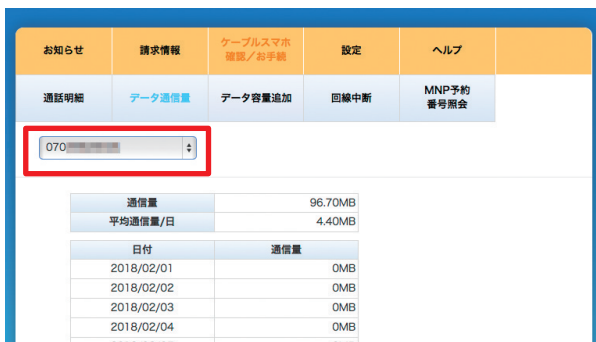 お知らせ 請求情報 ケーブルスマホ 設定 ヘルプ
確認／お手続
通話明細 データ通信量 データ容量追加 回線中断 MNP予約
番号照会
070
通信量 96.70MB
平均通信量/日 4.40MB
日付 通信量
2018/02/01 0MB
2018/02/02 0MB
2018/02/03 0MB
2018/02/04 0MB